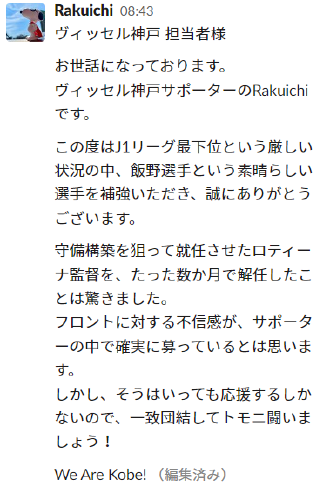 Rakuichi 08:43
ヴィッセル神戸 担当者様
お世話になっております。
ヴィッセル神戸サポーターのRakuichi
です。
この度はJ1リーグ最下位という厳しい
状況の中、飯野選手という素晴らしい
選手を補強いただき、誠にありがとう
ございます。
守備構築を狙って就任させたロティー
ナ監督を、たった数か月で解任したこ
とは驚きました。
フロントに対する不信感が、サポータ
ーの中で確実に募っているとは思いま
す。
しかし、そうはいっても応援するしか
ないので、一致団結してトモニ闘いま
しょう！
We Are Kobe! （編集済み）